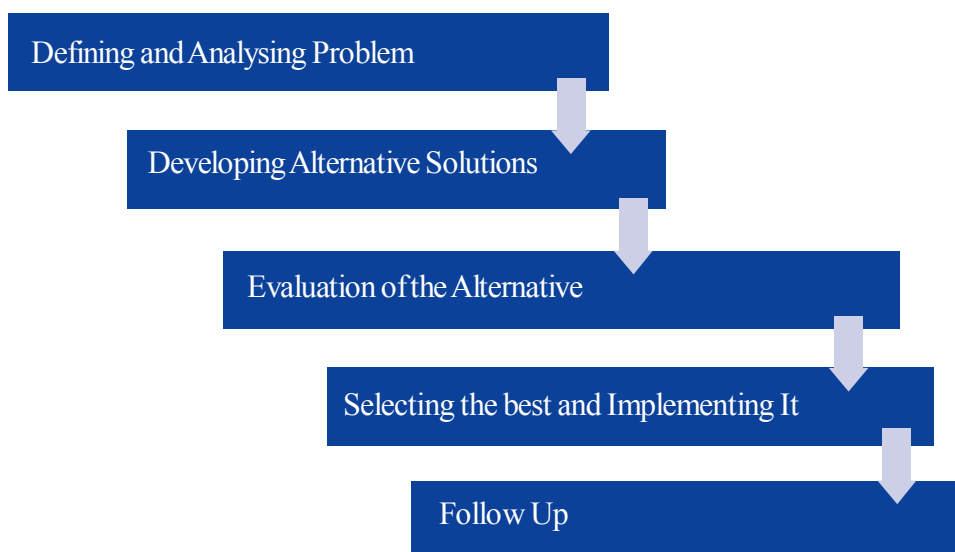 Defining and Analysing Problem
Developing Alternative Solutions
Evaluation of the Alternative
Selecting the best and Implementing It
Follow Up